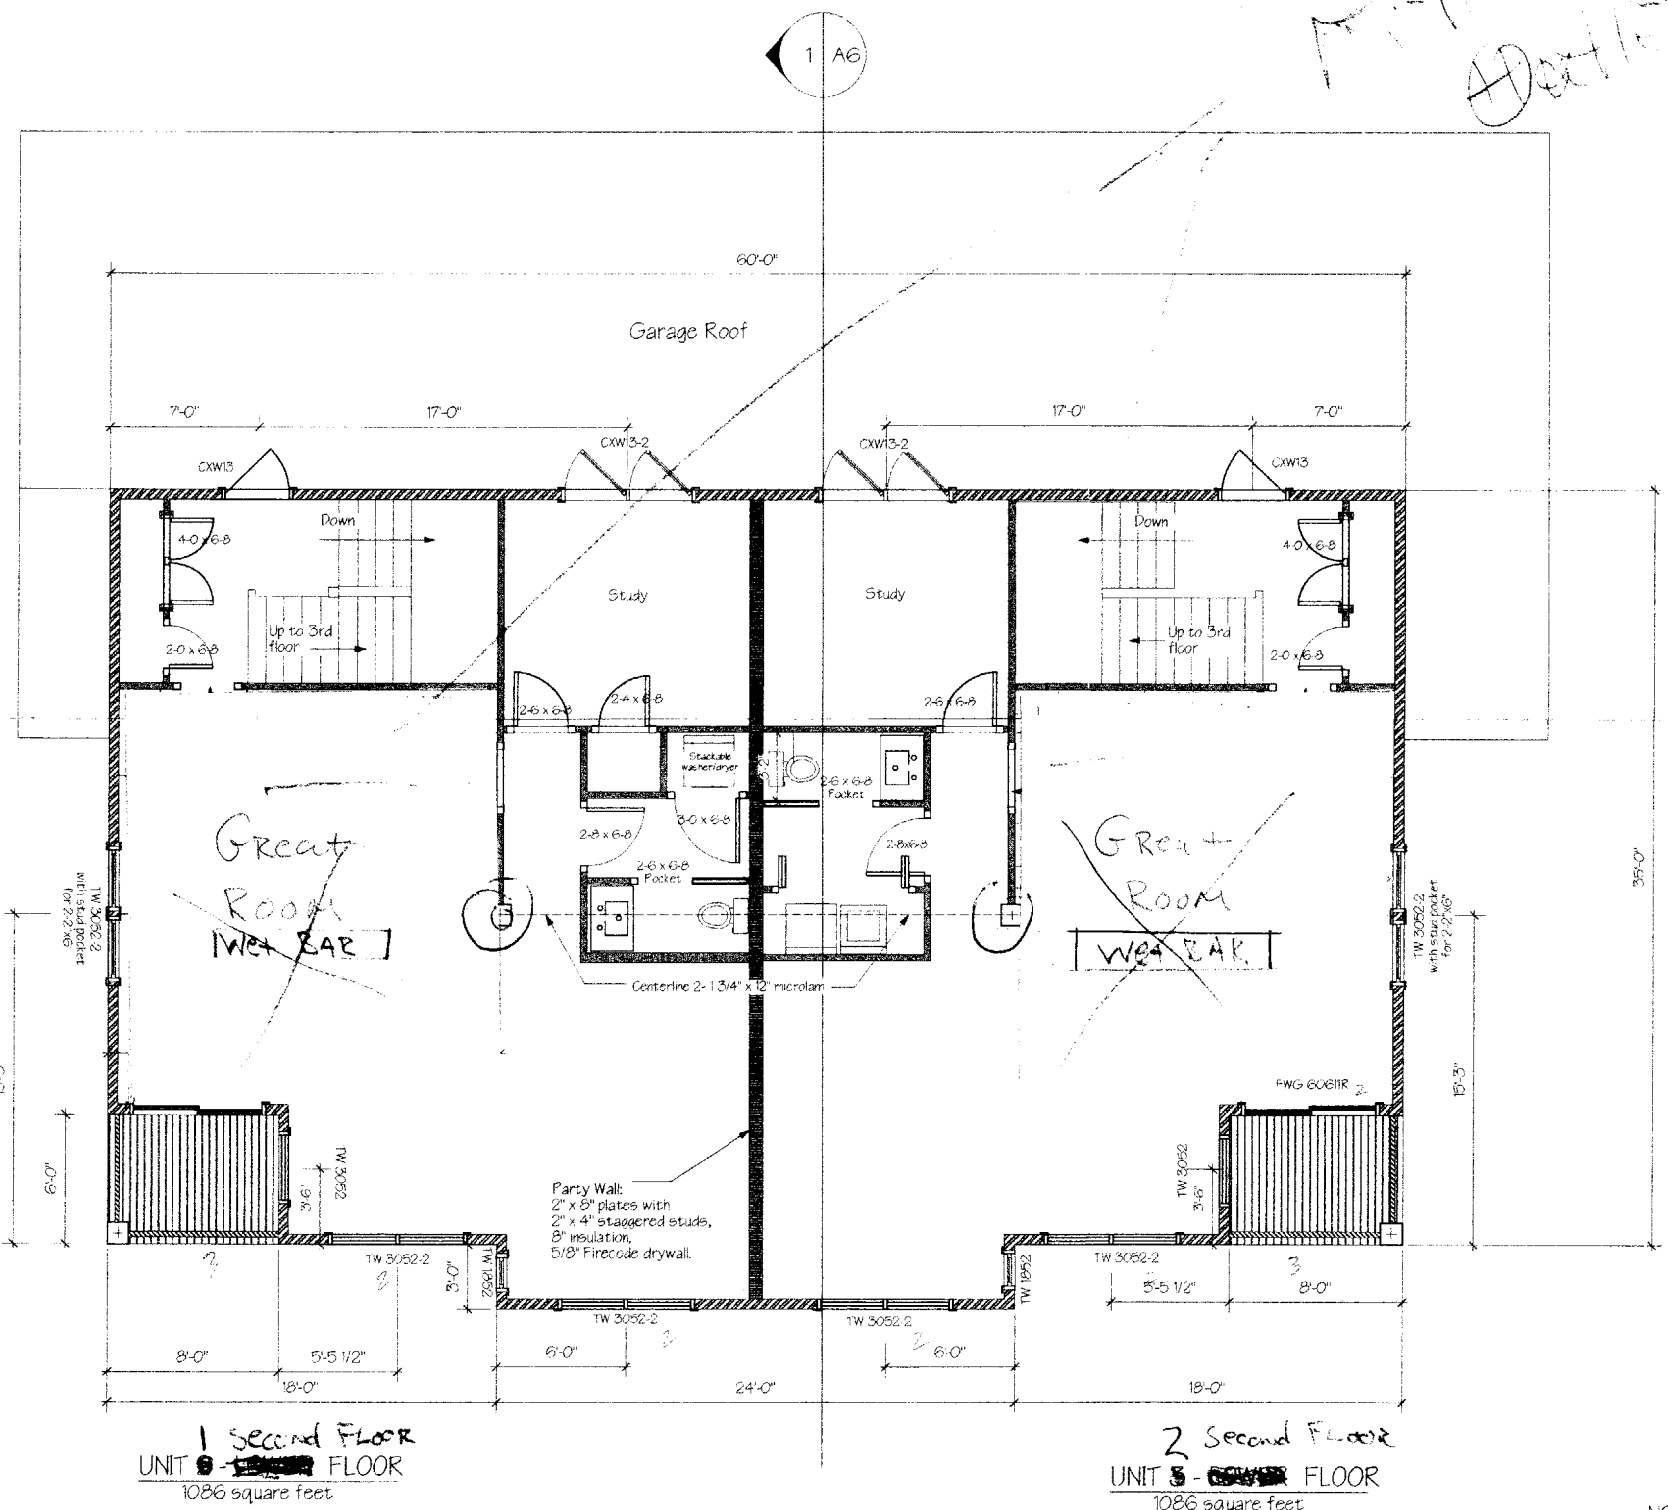 1 A6
60'-0"
Garage Roof
7'-0"
17'-0"
17'-0"
7'-0"
CXW13
CXW13-2
CXW13-2
CXW13
Down
4-0 x 6-8
Up to 3rd
floor
2-0 x 6-8
Study
Study
Down
4-0 x 6-8
Up to 3rd
floor
2-0 x 6-8
2-6 x 6-8
2-4 x 6-8
2-6 x 6-8
Stackable
washer/dryer
3'-2"
2-6 x 6-8
Pocket
2-8 x 6-8
3-0 x 6-8
2-8x6-8
2-6 x 6-8
Pocket
Great
Room
Wet BAR
Great
Room
Wet BAR
TW 3052-2
with stud pocket
for 2-2"x6"
TW 3052-2
with stud pocket
for 2-2"x6"
35'-0"
Centerline 2- 1 3/4" x 12" microlam
FWG 60611R
2
15'-3"
6'-0"
TW 3052
3'-6"
TW 3052
3'-6"
Party Wall:
2" x 8" plates with
2" x 4" staggered studs,
8" insulation,
5/8" Firecode drywall.
TW 3052-2
2
3'-0"
TW 1852
TW 1852
TW 3052-2
3
5'-5 1/2"
8'-0"
TW 3052-2
2
TW 3052-2
2
8'-0"
5'-5 1/2"
6'-0"
6'-0"
18'-0"
24'-0"
18'-0"
1 Second FLOOR
UNIT - FLOOR
1086 square feet
2 Second FLOOR
UNIT - FLOOR
1086 square feet